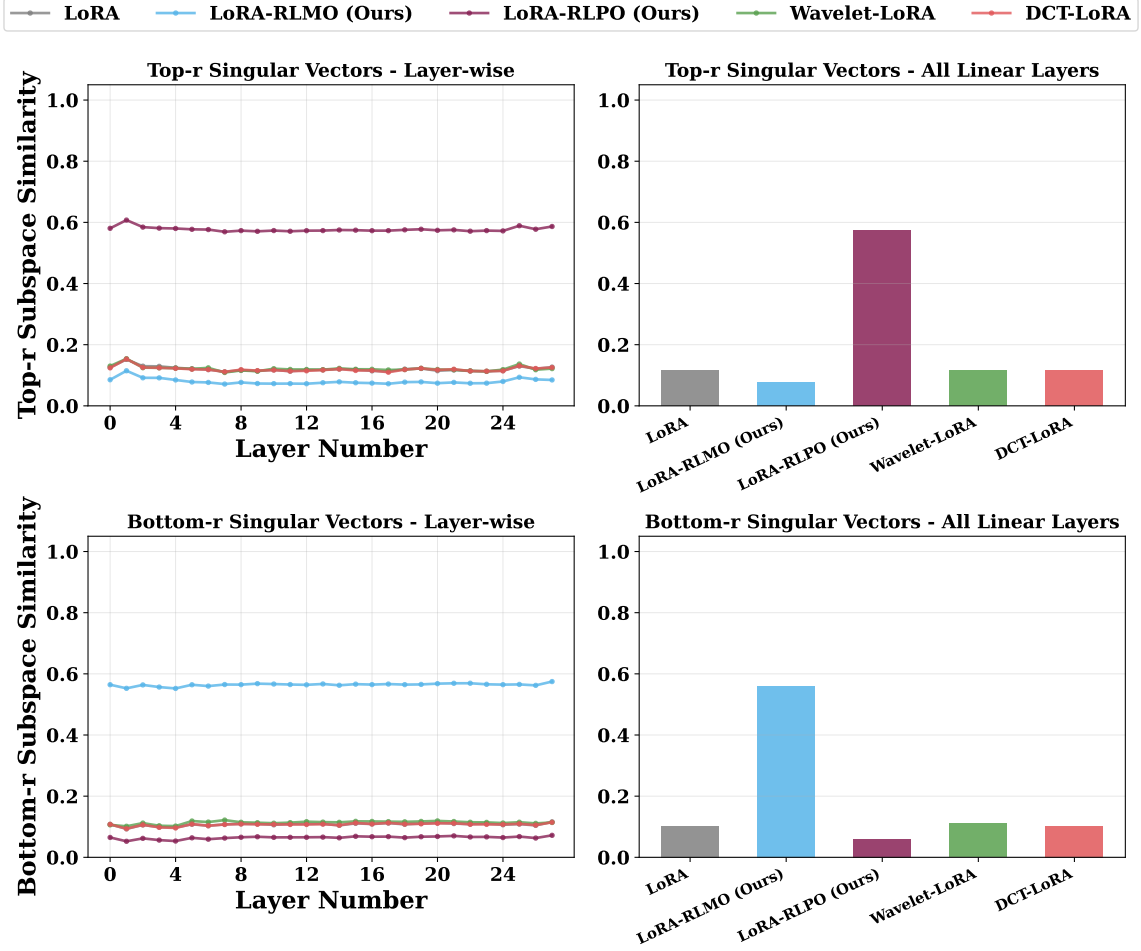 LoRA LoRA-RLMO (Ours) LoRA-RLPO (Ours) Wavelet-LoRA DCT-LoRA
Top-r Singular Vectors - Layer-wise
Top-r Subspace Similarity
1.0
0.8
0.6
0.4
0.2
0.0
0 4 8 12 16 20 24
Layer Number
Top-r Singular Vectors - All Linear Layers
1.0
0.8
0.6
0.4
0.2
0.0
LoRA
LoRA-RLMO (Ours)
LoRA-RLPO (Ours)
Wavelet-LoRA
DCT-LoRA
Bottom-r Singular Vectors - Layer-wise
Bottom-r Subspace Similarity
1.0
0.8
0.6
0.4
0.2
0.0
0 4 8 12 16 20 24
Layer Number
Bottom-r Singular Vectors - All Linear Layers
1.0
0.8
0.6
0.4
0.2
0.0
LoRA
LoRA-RLMO (Ours)
LoRA-RLPO (Ours)
Wavelet-LoRA
DCT-LoRA